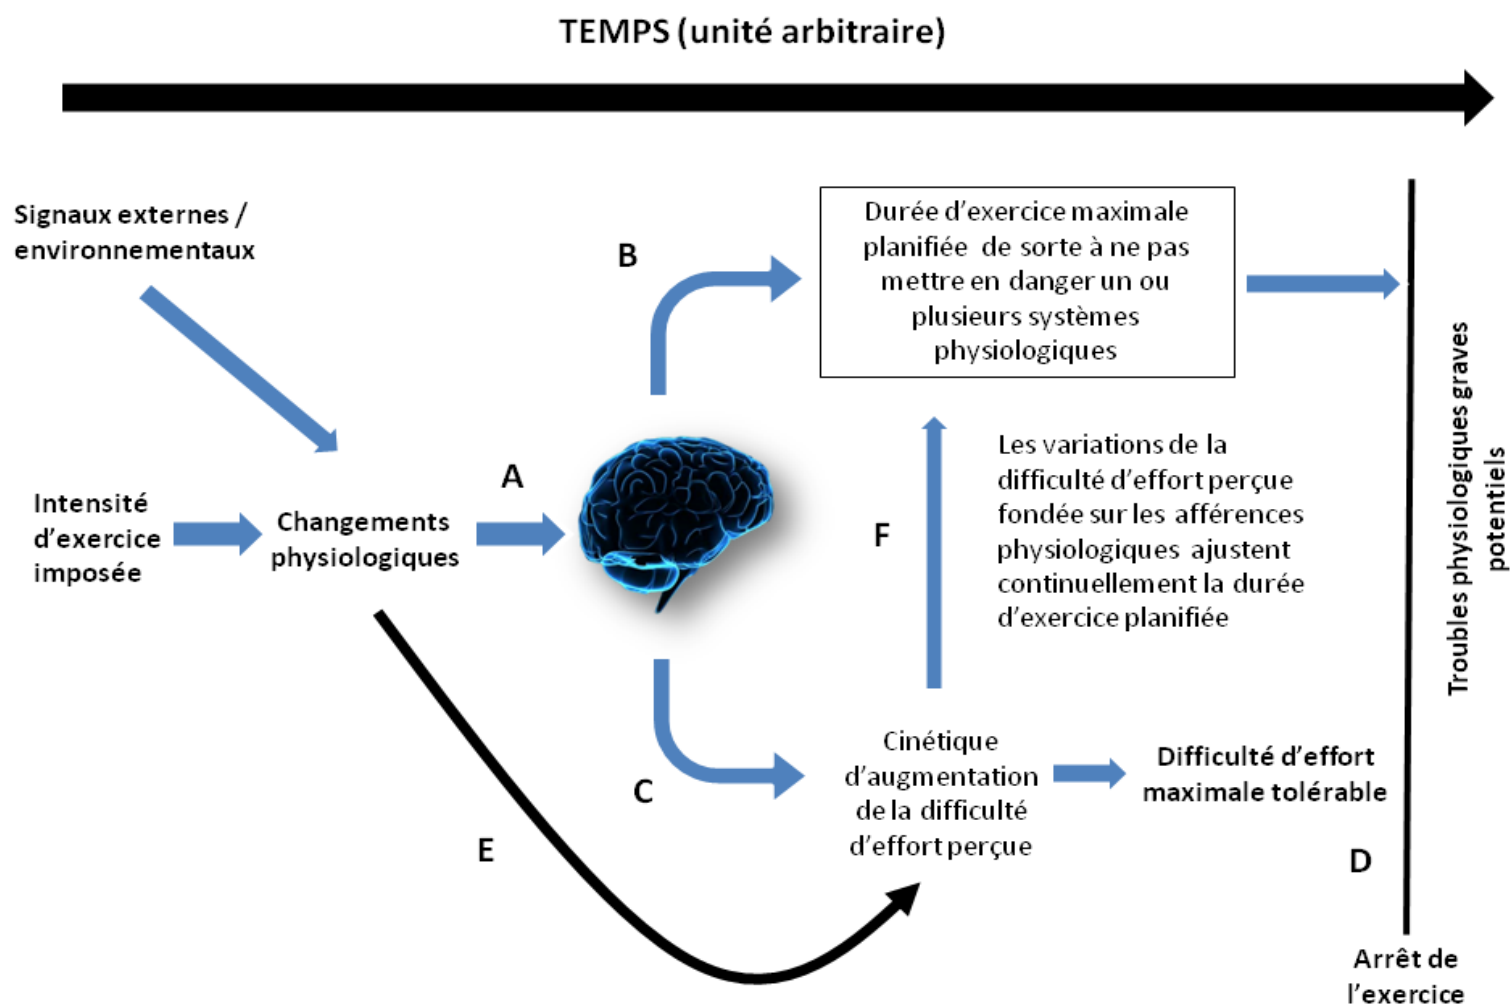 TEMPS (unité arbitraire)
Signaux externes /
environnementaux
B
Durée d'exercice maximale
planifiée de sorte à ne pas
mettre en danger un ou
plusieurs systèmes
physiologiques
Intensité
d'exercice
imposée
Changements
physiologiques
A
F
Les variations de la
difficulté d'effort perçue
fondée sur les afférences
physiologiques ajustent
continuellement la durée
d'exercice planifiée
Troubles physiologiques graves
potentiels
C
Cinétique
d'augmentation
de la difficulté
d'effort perçue
Difficulté d'effort
maximale tolérable
E
D
Arrêt de
l'exercice